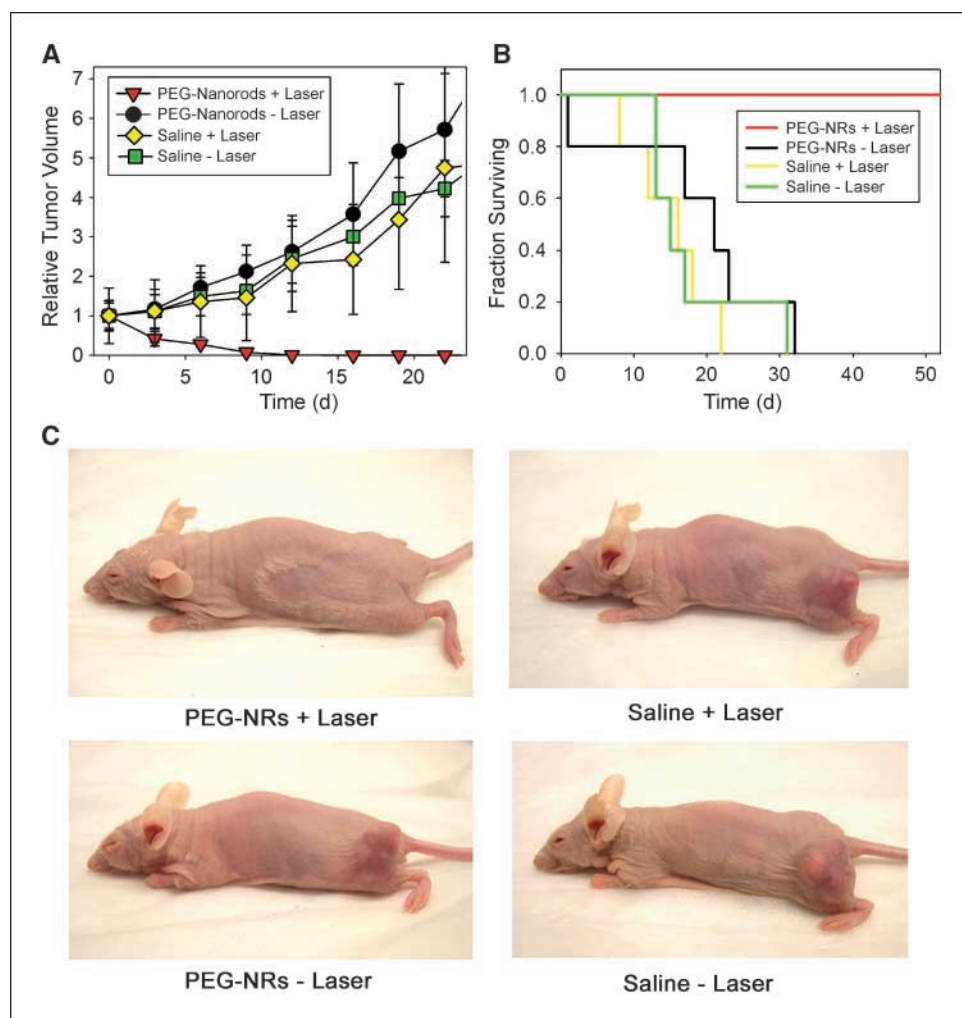 A
Relative Tumor Volume
7
6
5
4
3
2
1
0
PEG-Nanorods + Laser
PEG-Nanorods - Laser
Saline + Laser
Saline - Laser
0 5 10 15 20
Time (d)
B
Fraction Surviving
1.0
0.8
0.6
0.4
0.2
0.0
PEG-NRs + Laser
PEG-NRs - Laser
Saline + Laser
Saline - Laser
0 10 20 30 40 50
Time (d)
C
PEG-NRs + Laser
Saline + Laser
PEG-NRs - Laser
Saline - Laser